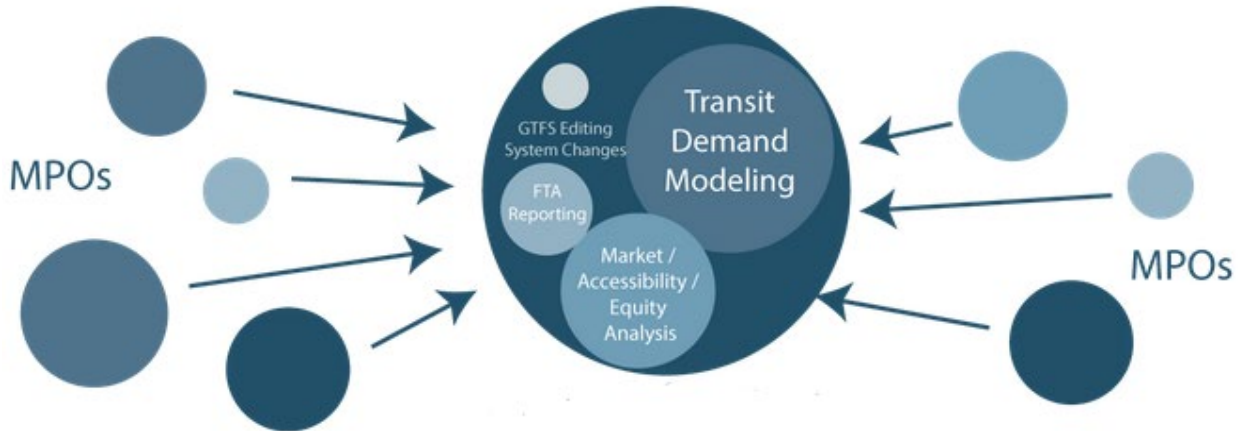 MPOs
GTFS Editing
System Changes
Transit
Demand
Modeling
FTA
Reporting
Market /
Accessibility /
Equity
Analysis
MPOs